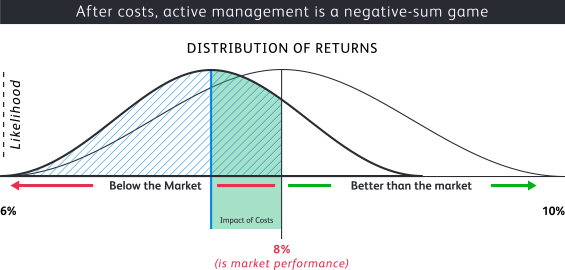 After costs, active management is a negative-sum game
DISTRIBUTION OF RETURNS
Likelihood
Below the Market
Better than the market
6%
Impact of Costs
10%
8%
(is market performance)